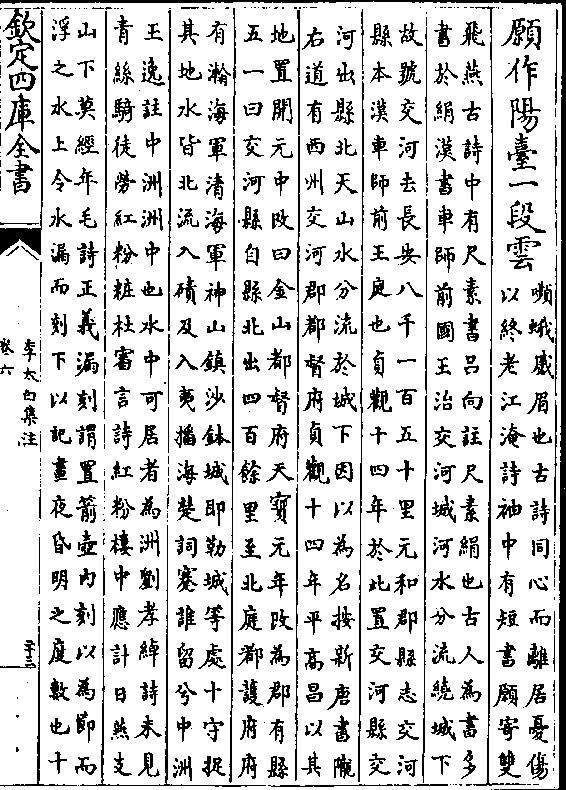 願作陽臺一段雲
嚬蛾蹙眉也古詩同心而離居憂傷
以終老江淹詩袖中有短書願寄雙
飛燕古詩中有尺素書呂向註尺素絹也古人為書多
書於絹漢書車師前國王治交河城河水分流繞城下
故號交河去長安八千一百五十里元和郡縣志交河
縣本漢車師前王庭也貞觀十四年於此置交河縣交
河出縣北天山水分流於城下因以為名按新唐書隴
右道有西州交河郡都督府貞觀十四年平高昌以其
地置開元中改曰金山都督府天寶元年改為郡有縣
五一曰交河縣自縣北出四百餘里至北庭都護府府
有瀚海軍清海軍神山鎮沙鉢城即勒城等處十守捉
其地水皆北流入磧及入夷播海楚詞蹇誰留兮中洲
王逸註中洲洲中也水中可居者為洲劉孝綽詩未見
青絲騎徒勞紅粉粧杜審言詩紅粉樓中應計日燕支
山下莫經年毛詩正義漏刻謂置箭壺內刻以為節而
浮之水上令水漏而刻下以記晝夜昏明之度數也十
欽定四庫全書
李太白集注
卷六
二十三